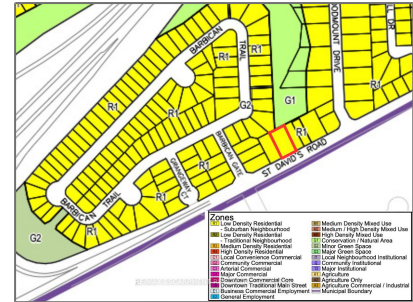 BARBICAN TRAIL
WOODMOUNT DRIVE
R1
R1
R1
R1
G2
G1
R1
R1
GRANGEWAY CT
BARBICAN GATE
ST DAVID'S ROAD
BARBICAN TRAIL
R1
G2
Zones
R1 Low Density Residential
- Suburban Neighbourhood
R2 Low Density Residential
- Traditional Neighbourhood
Medium Density Residential
High Density Residential
Local Convenience Commercial
Community Commercial
Arterial Commercial
Major Commercial
Downtown Commercial Core
Downtown Traditional Main Street
Business Commercial Employment
General Employment
Medium Density Mixed Use
Medium / High Density Mixed Use
High Density Mixed Use
Conservation / Natural Area
Minor Green Space
Major Green Space
Local Neighbourhood Institutional
Community Institutional
Major Institutional
Agriculture
Agriculture Only
Agriculture Commercial / Industrial
Municipal Boundary